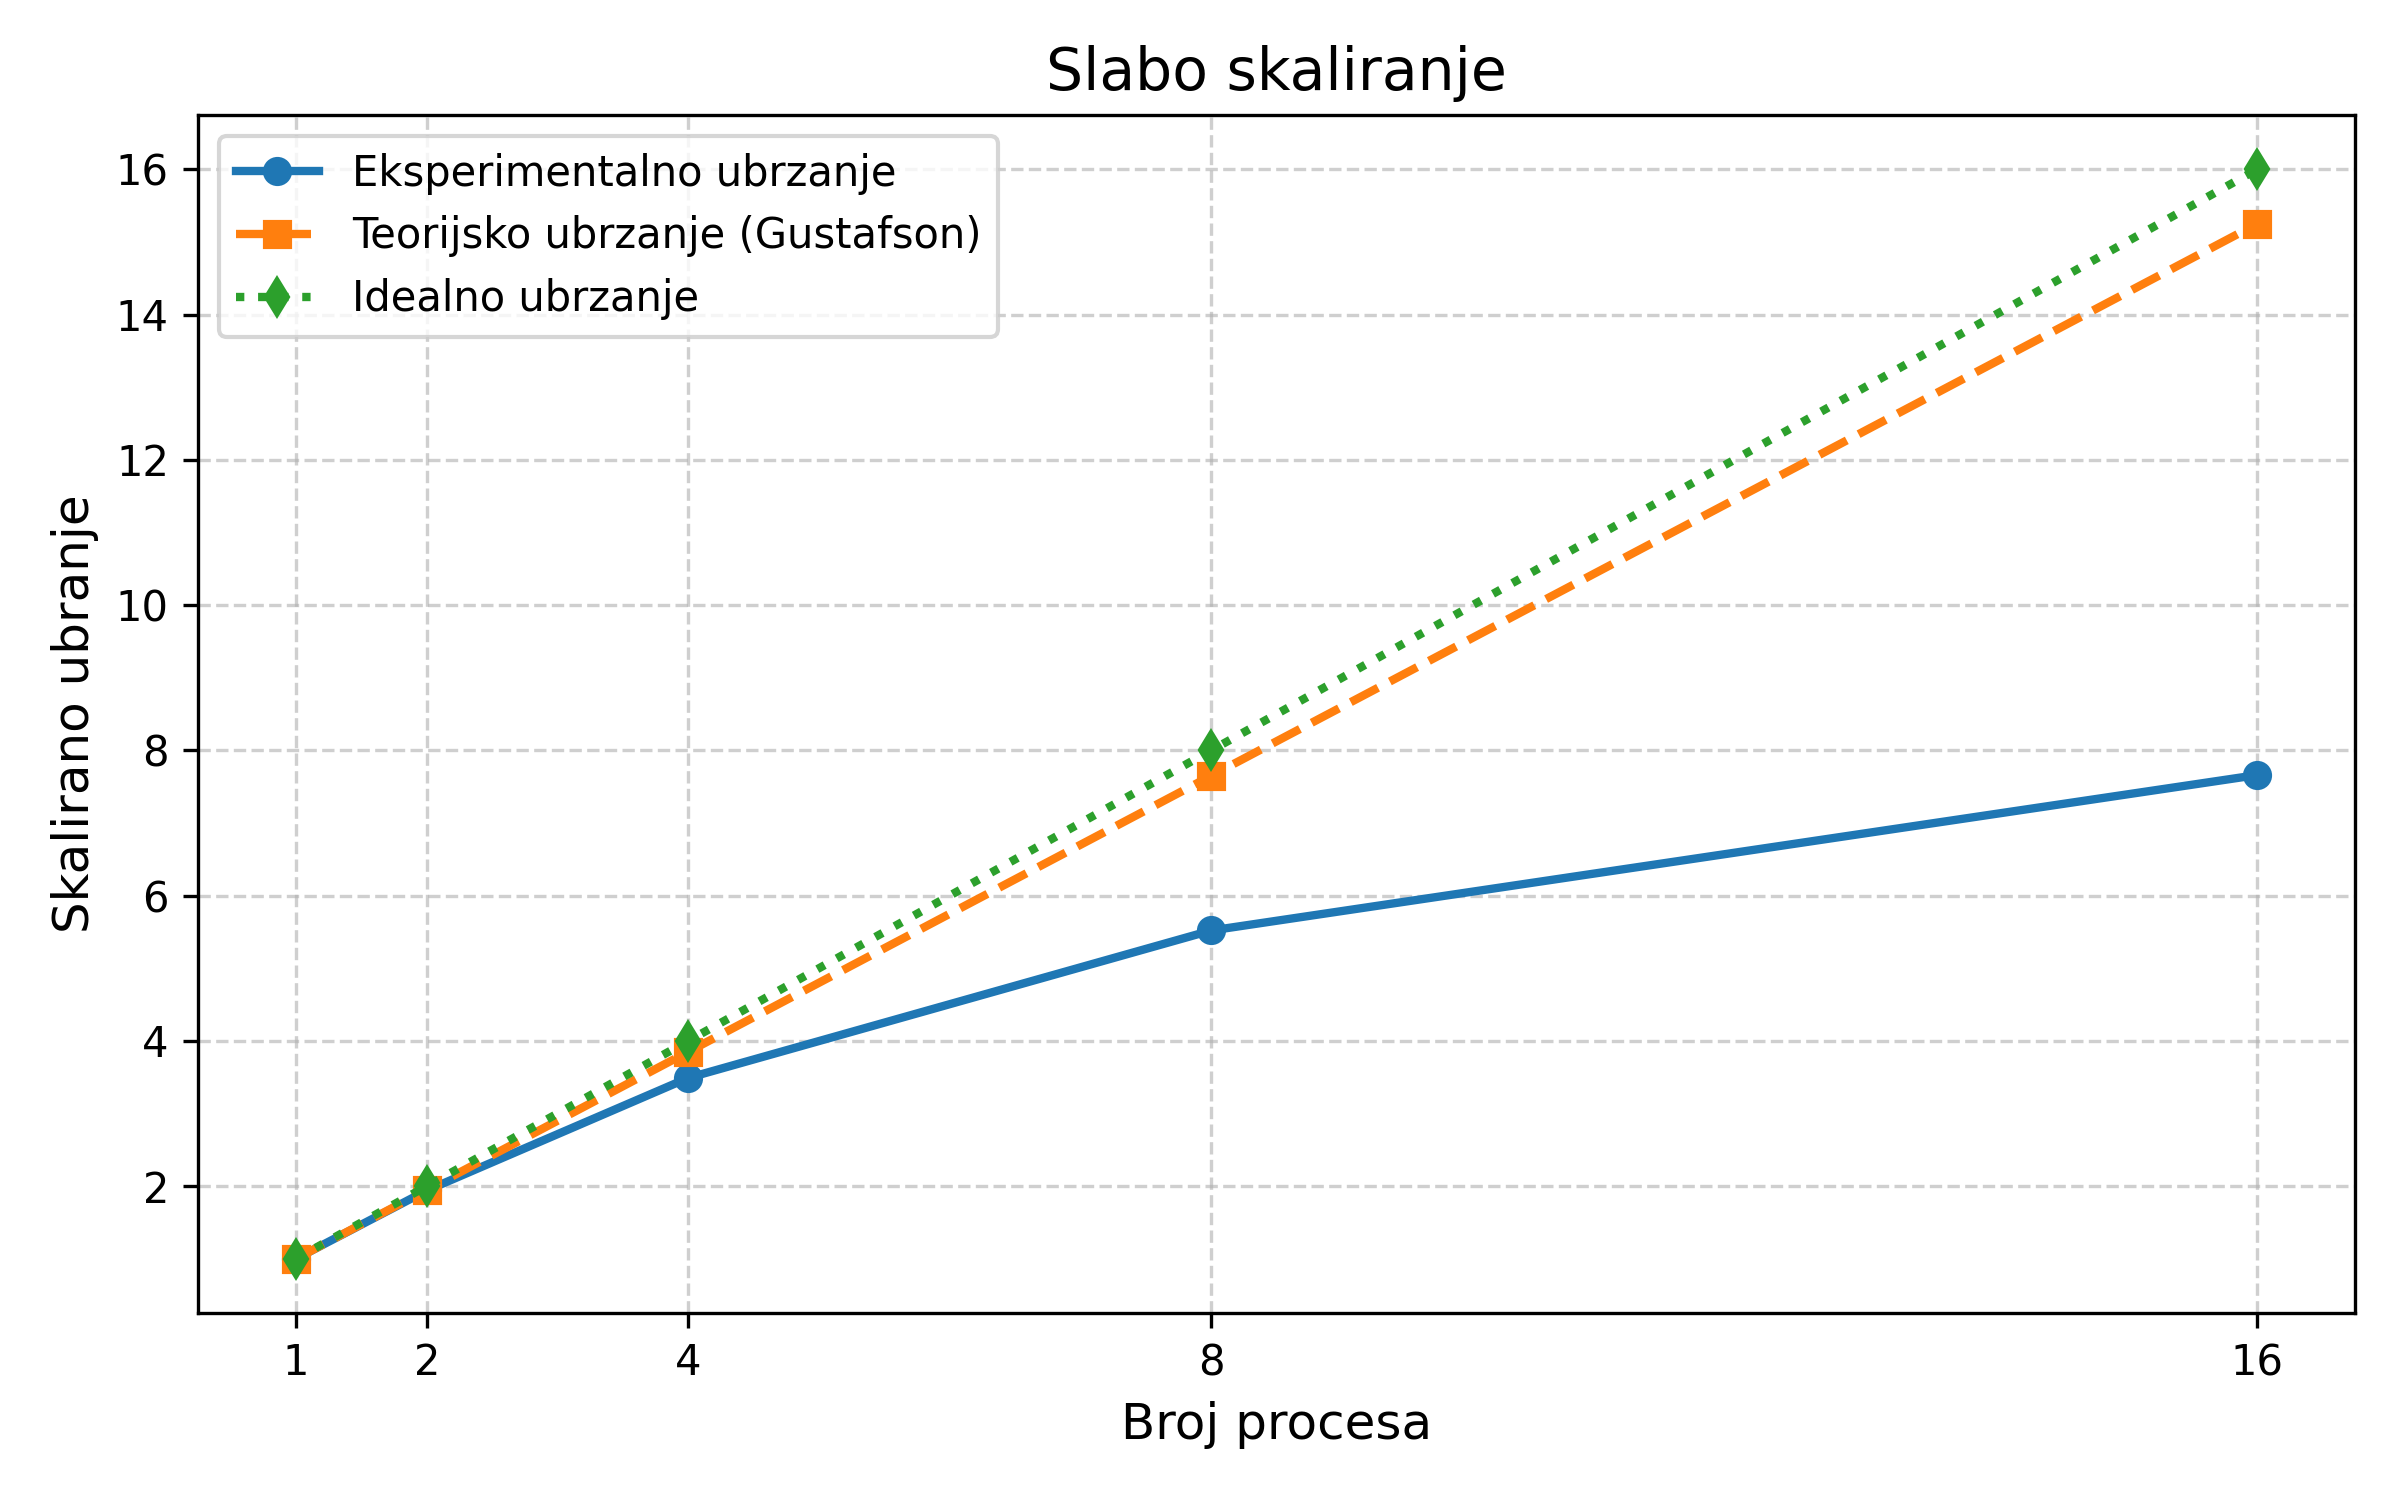 Slabo skaliranje
Eksperimentalno ubrzanje
Teorijsko ubrzanje (Gustafson)
Idealno ubrzanje
Skalirano ubranje
16
14
12
10
8
6
4
2
1 2 4 8 16
Broj procesa